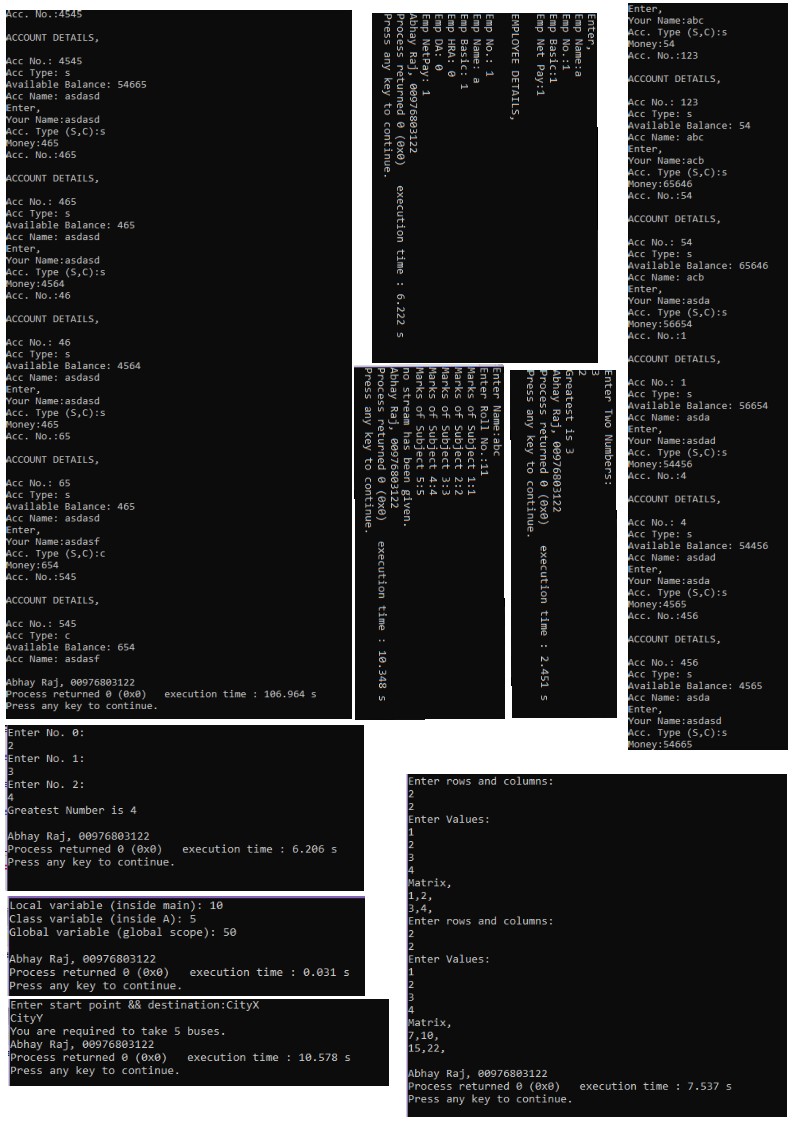 Acc. No.:4545
ACCOUNT DETAILS,
Acc No.: 4545
Acc Type: s
Available Balance: 54665
Acc Name: asdasd
Enter,
Your Name:asdasd
Acc. Type (S,C):s
Money:465
Acc. No.:465
ACCOUNT DETAILS,
Acc No.: 465
Acc Type: s
Available Balance: 465
Acc Name: asdasd
Enter,
Your Name:asdasd
Acc. Type (S,C):s
Money:4564
Acc. No.:46
ACCOUNT DETAILS,
Acc No.: 46
Acc Type: s
Available Balance: 4564
Acc Name: asdasd
Enter,
Your Name:asdasd
Acc. Type (S,C):s
Money:465
Acc. No.:65
ACCOUNT DETAILS,
Acc No.: 65
Acc Type: s
Available Balance: 465
Acc Name: asdasd
Enter,
Your Name:asdasf
Acc. Type (S,C):c
Money:654
Acc. No.:545
ACCOUNT DETAILS,
Acc No.: 545
Acc Type: c
Available Balance: 654
Acc Name: asdasf
Abhay Raj, 00976803122
Process returned 0 (0x0)   execution time : 106.964 s
Press any key to continue.
Enter,
Emp Name:a
Emp No.:1
Emp Basic:1
Emp Net Pay:1
EMPLOYEE DETAILS,
Emp No.: 1
Emp Name: a
Emp Basic: 1
Emp HRA: 0
Emp DA: 0
Emp NetPay: 1
Abhay Raj, 00976803122
Process returned 0 (0x0)   execution time : 6.222 s
Press any key to continue.
Enter Name:abc
Enter Roll No.:11
Marks of Subject 1:1
Marks of Subject 2:2
Marks of Subject 3:3
Marks of Subject 4:4
Marks of Subject 5:5
no stream has been given.
Abhay Raj, 00976803122
Process returned 0 (0x0)   execution time : 10.348 s
Press any key to continue.
Enter Two Numbers:
3
2
Greatest is 3
Abhay Raj, 00976803122
Process returned 0 (0x0)   execution time : 2.451 s
Press any key to continue.
Enter,
Your Name:abc
Acc. Type (S,C):s
Money:54
Acc. No.:123
ACCOUNT DETAILS,
Acc No.: 123
Acc Type: s
Available Balance: 54
Acc Name: abc
Enter,
Your Name:acb
Acc. Type (S,C):s
Money:65646
Acc. No.:54
ACCOUNT DETAILS,
Acc No.: 54
Acc Type: s
Available Balance: 65646
Acc Name: acb
Enter,
Your Name:asda
Acc. Type (S,C):s
Money:56654
Acc. No.:1
ACCOUNT DETAILS,
Acc No.: 1
Acc Type: s
Available Balance: 56654
Acc Name: asda
Enter,
Your Name:asdad
Acc. Type (S,C):s
Money:54456
Acc. No.:4
ACCOUNT DETAILS,
Acc No.: 4
Acc Type: s
Available Balance: 54456
Acc Name: asdad
Enter,
Your Name:asda
Acc. Type (S,C):s
Money:4565
Acc. No.:456
ACCOUNT DETAILS,
Acc No.: 456
Acc Type: s
Available Balance: 4565
Acc Name: asda
Enter,
Your Name:asdasd
Acc. Type (S,C):s
Money:54665
Enter No. 0:
2
Enter No. 1:
3
Enter No. 2:
4
Greatest Number is 4
Abhay Raj, 00976803122
Process returned 0 (0x0)   execution time : 6.206 s
Press any key to continue.
Local variable (inside main): 10
Class variable (inside A): 5
Global variable (global scope): 50
Abhay Raj, 00976803122
Process returned 0 (0x0)   execution time : 0.031 s
Press any key to continue.
Enter start point && destination:CityX
CityY
You are required to take 5 buses.
Abhay Raj, 00976803122
Process returned 0 (0x0)   execution time : 10.578 s
Press any key to continue.
Enter rows and columns:
2
2
Enter Values:
1
2
3
4
Matrix,
1,2,
3,4,
Enter rows and columns:
2
2
Enter Values:
1
2
3
4
Matrix,
7,10,
15,22,
Abhay Raj, 00976803122
Process returned 0 (0x0)   execution time : 7.537 s
Press any key to continue.